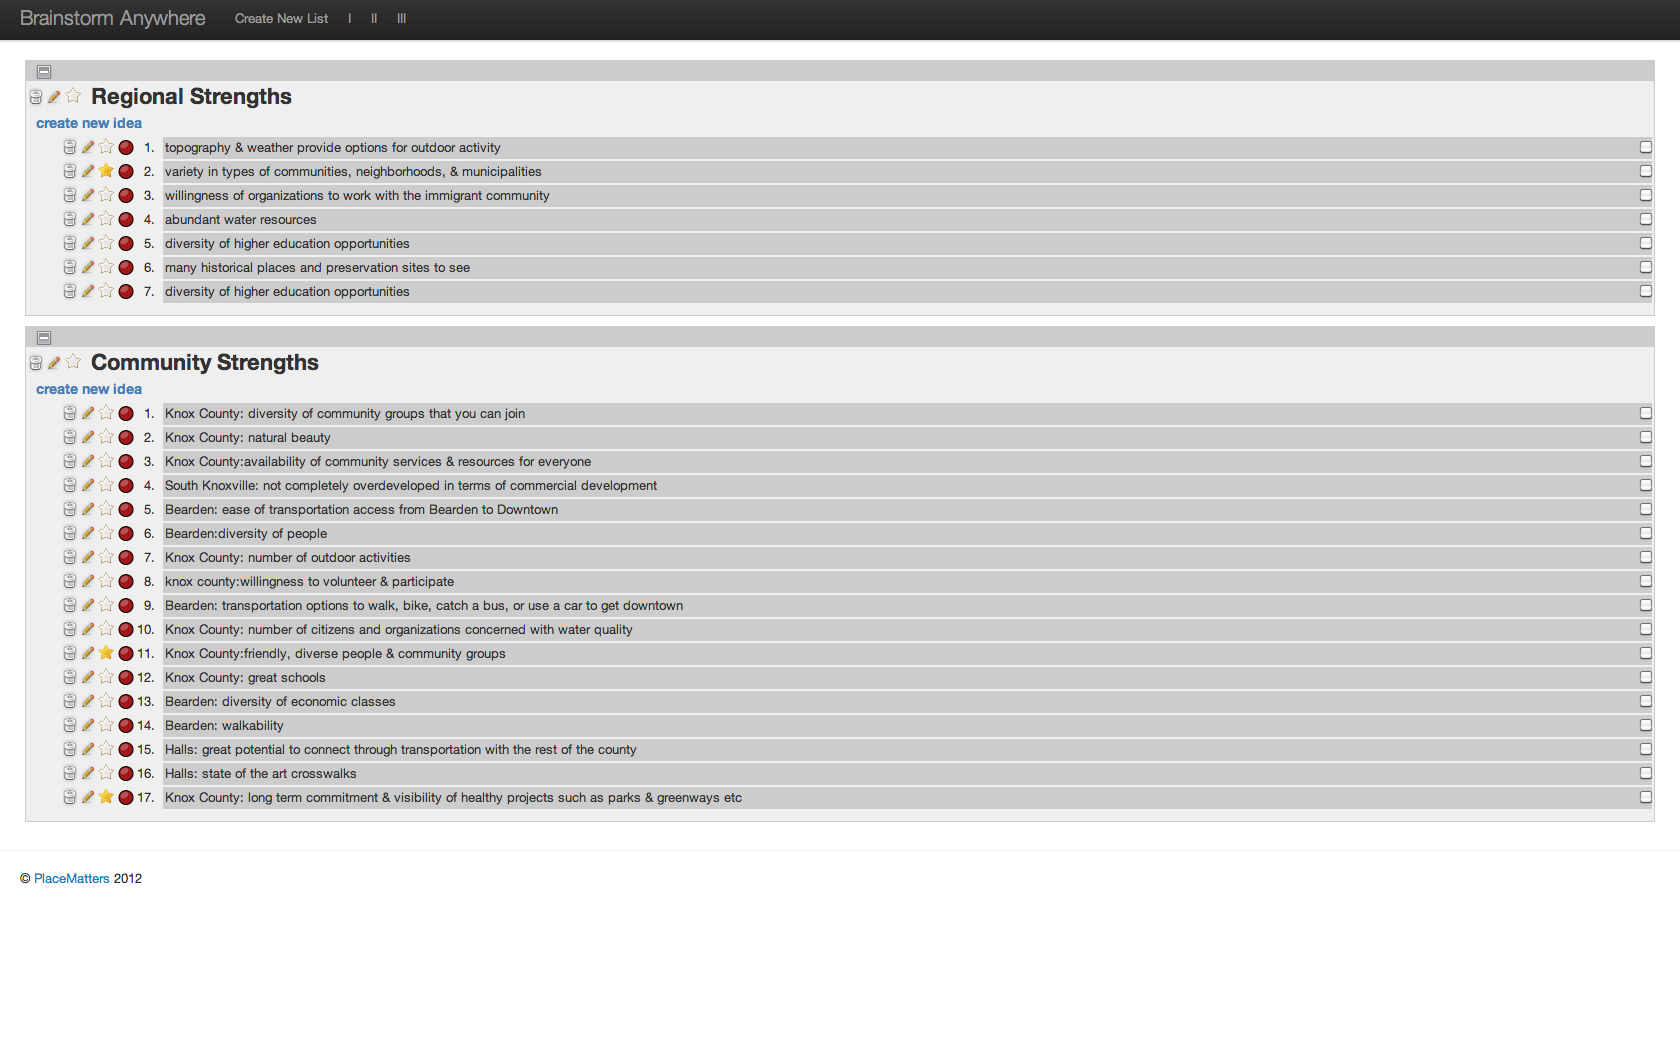 Brainstorm Anywhere Create New List I II III
Regional Strengths
create new idea
1. topography & weather provide options for outdoor activity
2. variety in types of communities, neighborhoods, & municipalities
3. willingness of organizations to work with the immigrant community
4. abundant water resources
5. diversity of higher education opportunities
6. many historical places and preservation sites to see
7. diversity of higher education opportunities
Community Strengths
create new idea
1. Knox County: diversity of community groups that you can join
2. Knox County: natural beauty
3. Knox County:availability of community services & resources for everyone
4. South Knoxville: not completely overdeveloped in terms of commercial development
5. Bearden: ease of transportation access from Bearden to Downtown
6. Bearden:diversity of people
7. Knox County: number of outdoor activities
8. knox county:willingness to volunteer & participate
9. Bearden: transportation options to walk, bike, catch a bus, or use a car to get downtown
10. Knox County: number of citizens and organizations concerned with water quality
11. Knox County:friendly, diverse people & community groups
12. Knox County: great schools
13. Bearden: diversity of economic classes
14. Bearden: walkability
15. Halls: great potential to connect through transportation with the rest of the county
16. Halls: state of the art crosswalks
17. Knox County: long term commitment & visibility of healthy projects such as parks & greenways etc
© PlaceMatters 2012